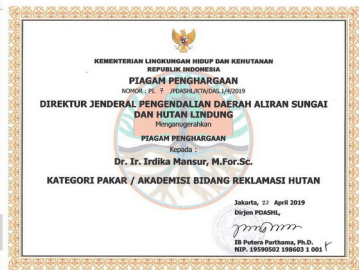 KEMENTERIAN LINGKUNGAN HIDUP DAN KEHUTANAN
REPUBLIK INDONESIA
PIAGAM PENGHARGAAN
NOMOR : PI. 7 /PDASHL/KTA/DAS.1/4/2019
DIREKTUR JENDERAL PENGENDALIAN DAERAH ALIRAN SUNGAI
DAN HUTAN LINDUNG
Menganugerahkan
PIAGAM PENGHARGAAN
Kepada :
Dr. Ir. Irdika Mansur, M.For.Sc.
KATEGORI PAKAR / AKADEMISI BIDANG REKLAMASI HUTAN
Jakarta, 22 April 2019
Dirjen PDASHL,
IB Putera Parthama, Ph.D.
NIP. 19590502 198603 1 001